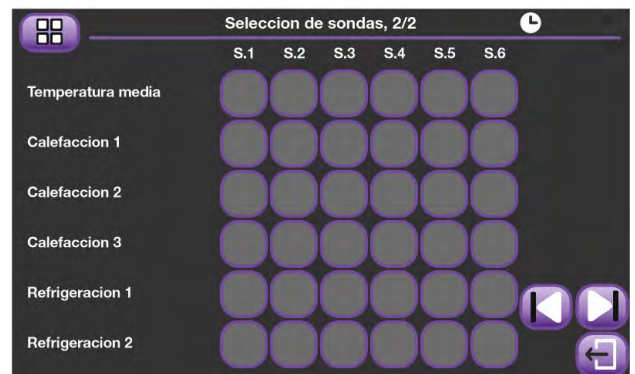 Seleccion de sondas, 2/2
S.1 S.2 S.3 S.4 S.5 S.6
Temperatura media
Calefaccion 1
Calefaccion 2
Calefaccion 3
Refrigeracion 1
Refrigeracion 2